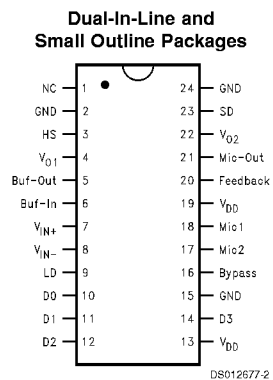 Dual-In-Line and
Small Outline Packages
NC 1 24 GND
GND 2 23 SD
HS 3 22 VO2
VO1 4 21 Mic-Out
Buf-Out 5 20 Feedback
Buf-In 6 19 VDD
VIN+ 7 18 Mic1
VIN- 8 17 Mic2
LD 9 16 Bypass
D0 10 15 GND
D1 11 14 D3
D2 12 13 VDD
DS012677-2